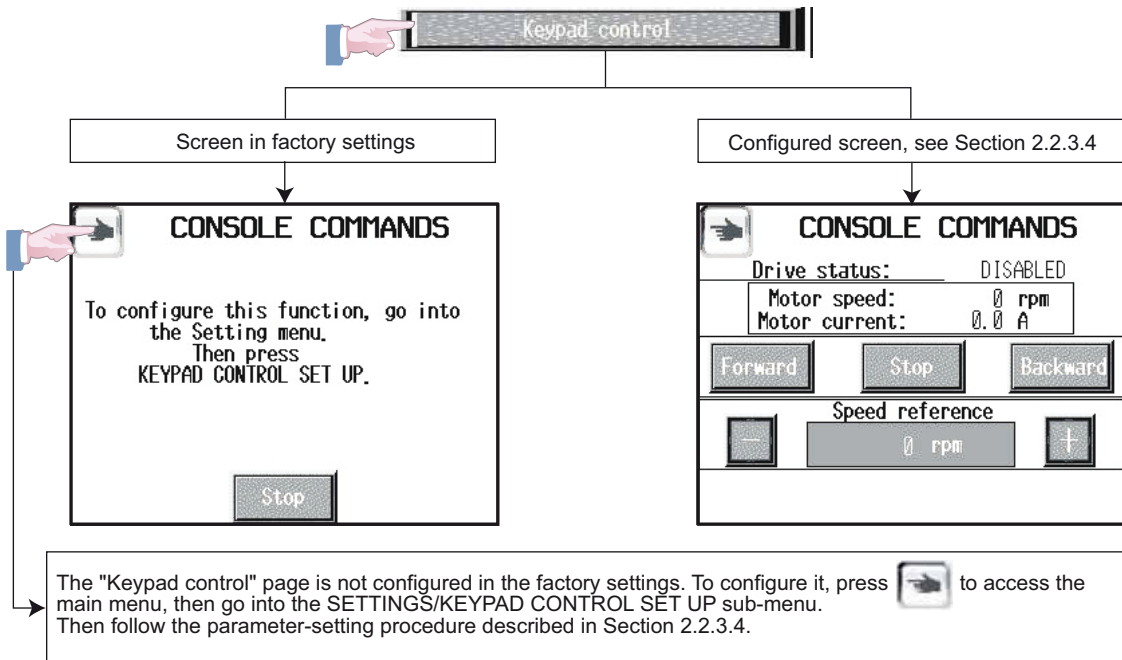 Keypad control
Screen in factory settings
Configured screen, see Section 2.2.3.4
CONSOLE COMMANDS
To configure this function, go into
the Setting menu.
Then press
KEYPAD CONTROL SET UP.
Stop
CONSOLE COMMANDS
Drive status: DISABLED
Motor speed: 0 rpm
Motor current: 0.0 A
Forward Stop Backward
Speed reference
- 0 rpm +
The "Keypad control" page is not configured in the factory settings. To configure it, press to access the
main menu, then go into the SETTINGS/KEYPAD CONTROL SET UP sub-menu.
Then follow the parameter-setting procedure described in Section 2.2.3.4.